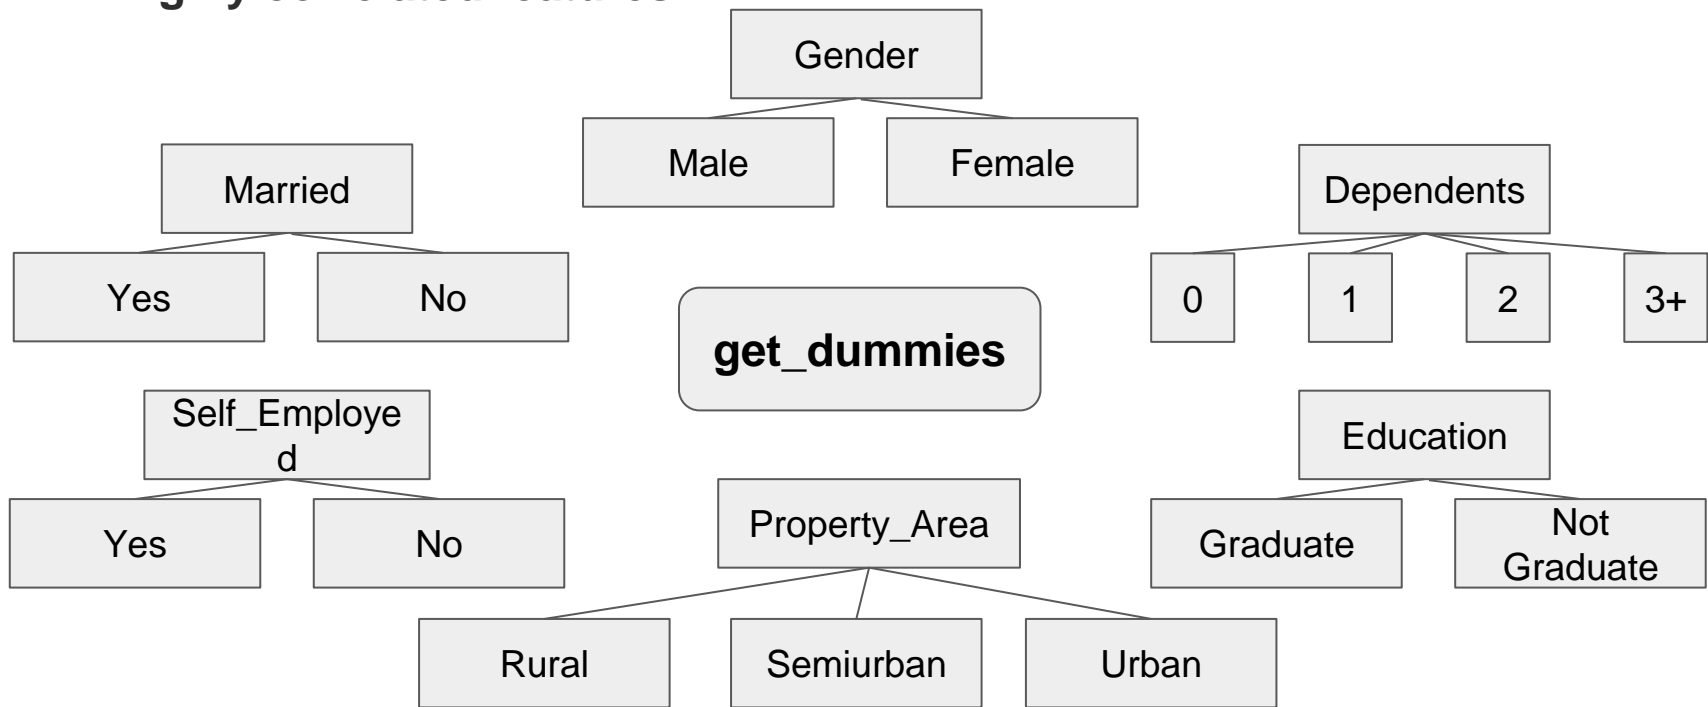 Gender
Male
Female
Married
Yes
No
Dependents
0
1
2
3+
get_dummies
Self_Employe
d
Yes
No
Education
Graduate
Not
Graduate
Property_Area
Rural
Semiurban
Urban